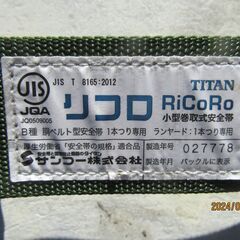 JIS
JQA
JQ0508005
JIS T 8165:2012
TITAN
リコロ RiCoRo
小型巻取式安全帯
B種 胴ベルト型安全帯 1本つり専用 ランヤード:1本つり専用
厚生労働省「安全帯の規格」適合品
製造番号 027778
サンコー株式会社
製造年月 バックルに表示
2024/0